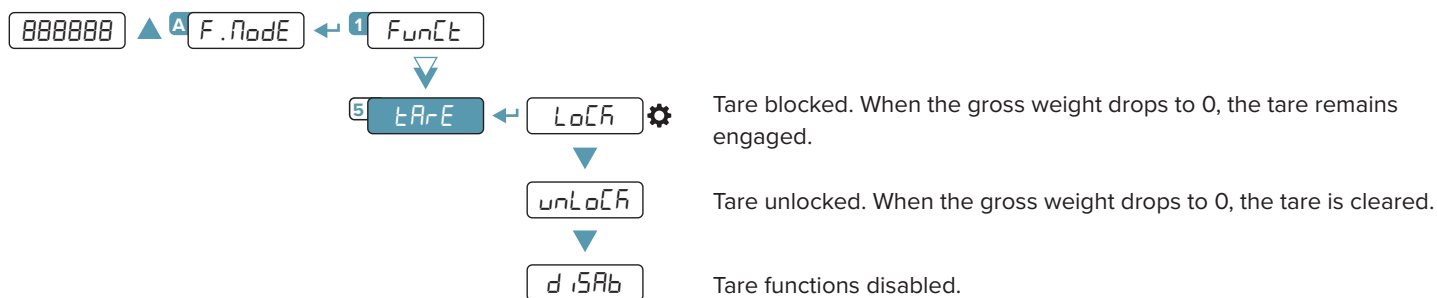 888888 A F.ModE 1 FunCt
5 tArE LoCK Tare blocked. When the gross weight drops to 0, the tare remains
engaged.
unLoCK Tare unlocked. When the gross weight drops to 0, the tare is cleared.
diSAb Tare functions disabled.